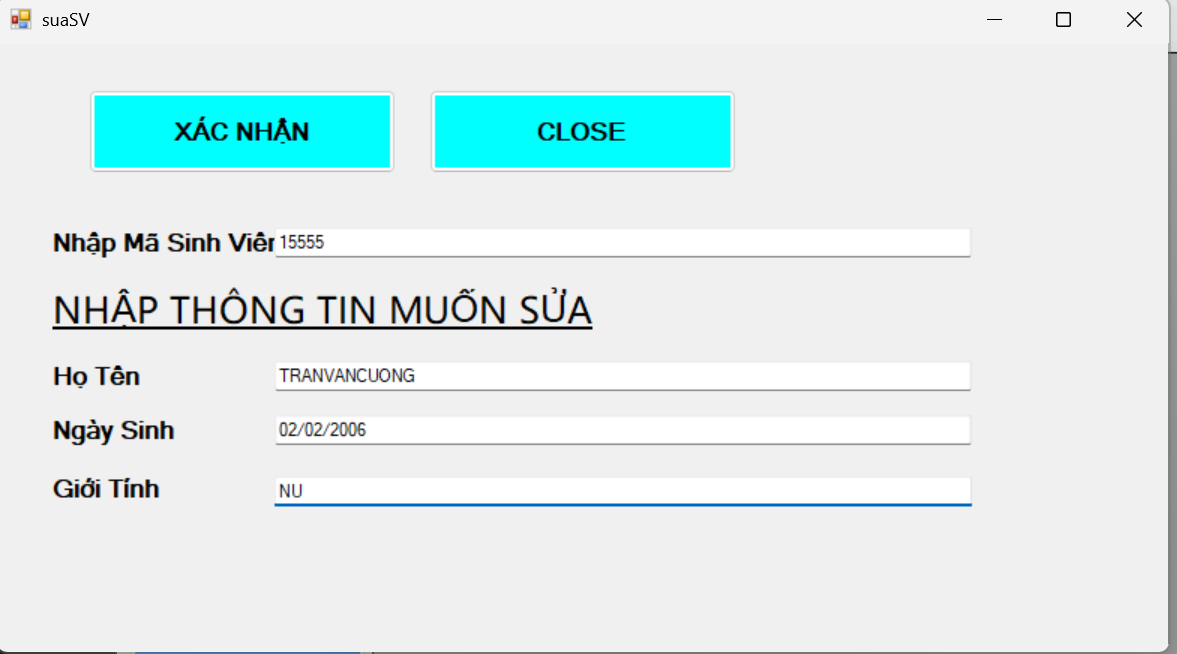 suaSV
XÁC NHẬN
CLOSE
Nhập Mã Sinh Viên 15555
NHẬP THÔNG TIN MUỐN SỬA
Họ Tên TRANVANCUONG
Ngày Sinh 02/02/2006
Giới Tính NU